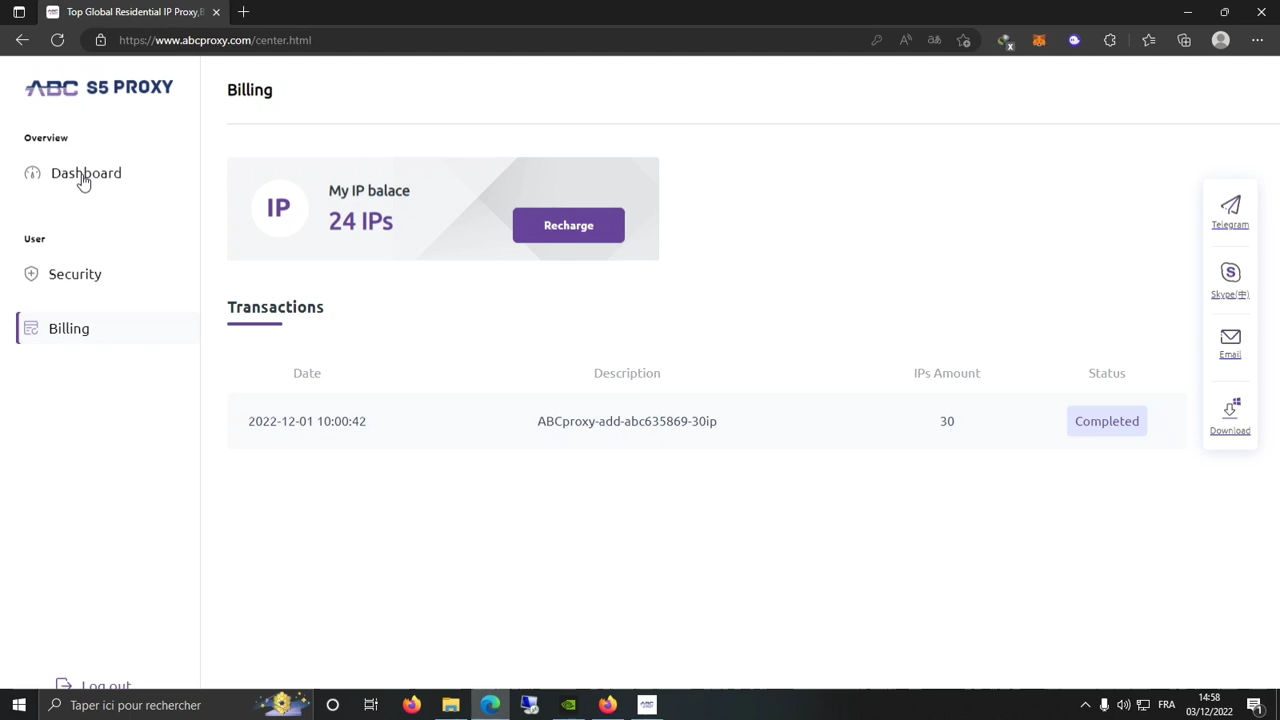 Top Global Residential IP Proxy,B
https://www.abcproxy.com/center.html
ABC S5 PROXY
Overview
Dashboard
User
Security
Billing
Log out
Billing
IP
My IP balace
24 IPs
Recharge
Transactions
Date Description IPs Amount Status
2022-12-01 10:00:42 ABCproxy-add-abc635869-30ip 30 Completed
Telegram
Skype(中)
Email
Download
Taper ici pour rechercher
FRA
14:58
03/12/2022
1